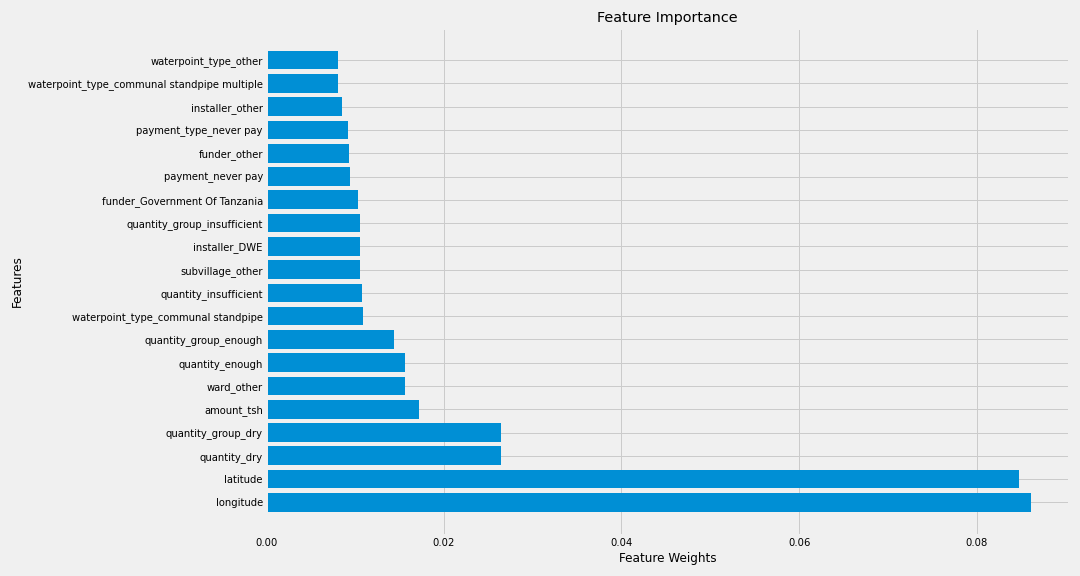 Feature Importance
waterpoint_type_other
waterpoint_type_communal standpipe multiple
installer_other
payment_type_never pay
funder_other
payment_never pay
funder_Government Of Tanzania
quantity_group_insufficient
installer_DWE
subvillage_other
quantity_insufficient
waterpoint_type_communal standpipe
quantity_group_enough
quantity_enough
ward_other
amount_tsh
quantity_group_dry
quantity_dry
latitude
longitude
Features
0.00 0.02 0.04 0.06 0.08
Feature Weights